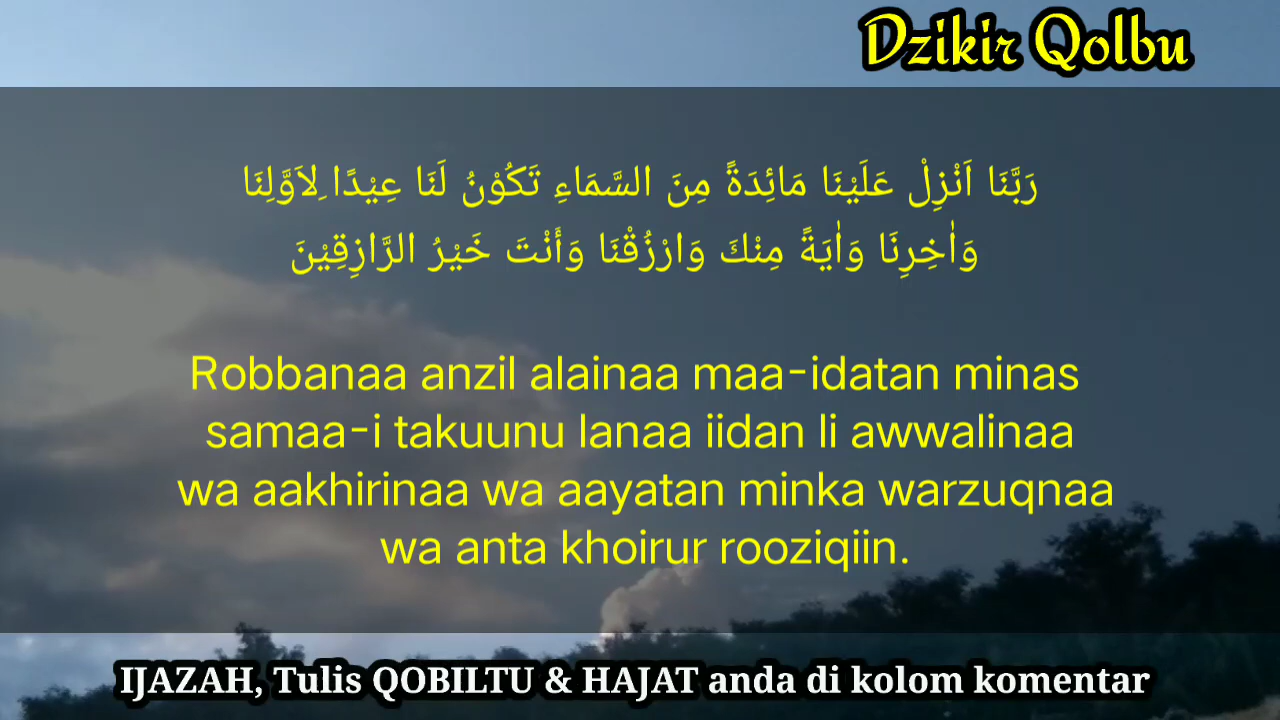 Dzikir Qolbu
رَبَّنَا اَنْزِلْ عَلَيْنَا مَائِدَةً مِنَ السَّمَاءِ تَكُوْنُ لَنَا عِيْدًا لِاَوَّلِنَا
وَاٰخِرِنَا وَاٰيَةً مِنْكَ وَارْزُقْنَا وَأَنْتَ خَيْرُ الرَّازِقِيْنَ
Robbanaa anzil alainaa maa-idatan minas
samaa-i takuunu lanaa iidan li awwalinaa
wa aakhirinaa wa aayatan minka warzuqnaa
wa anta khoirur rooziqiin.
IJAZAH, Tulis QOBILTU & HAJAT anda di kolom komentar